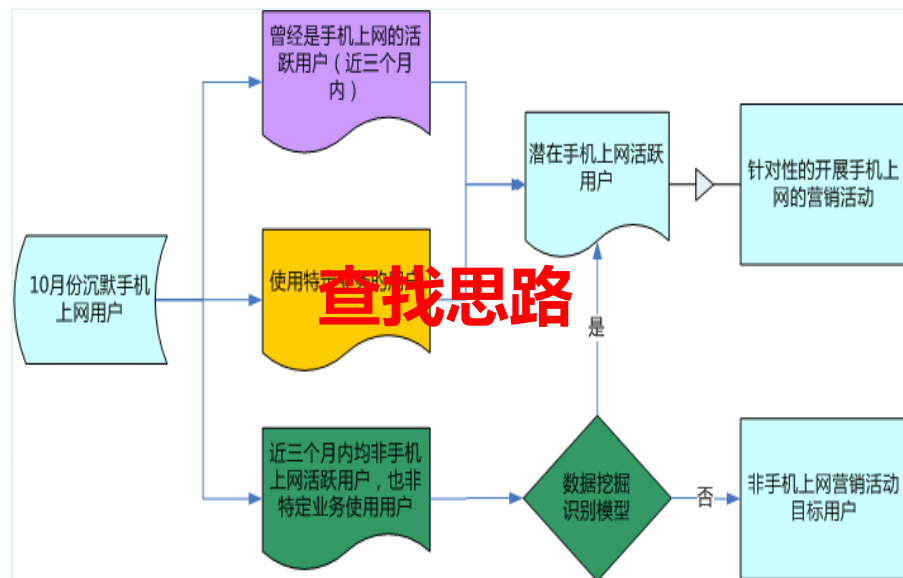 曾经是手机上网的活
跃用户（近三个月
内）
潜在手机上网活跃
用户
针对性的开展手机上
网的营销活动
10月份沉默手机
上网用户
使用特定
的用户
查找思路
是
近三个月内均非手机
上网活跃用户，也非
特定业务使用用户
数据挖掘
识别模型
否
非手机上网营销活动
目标用户